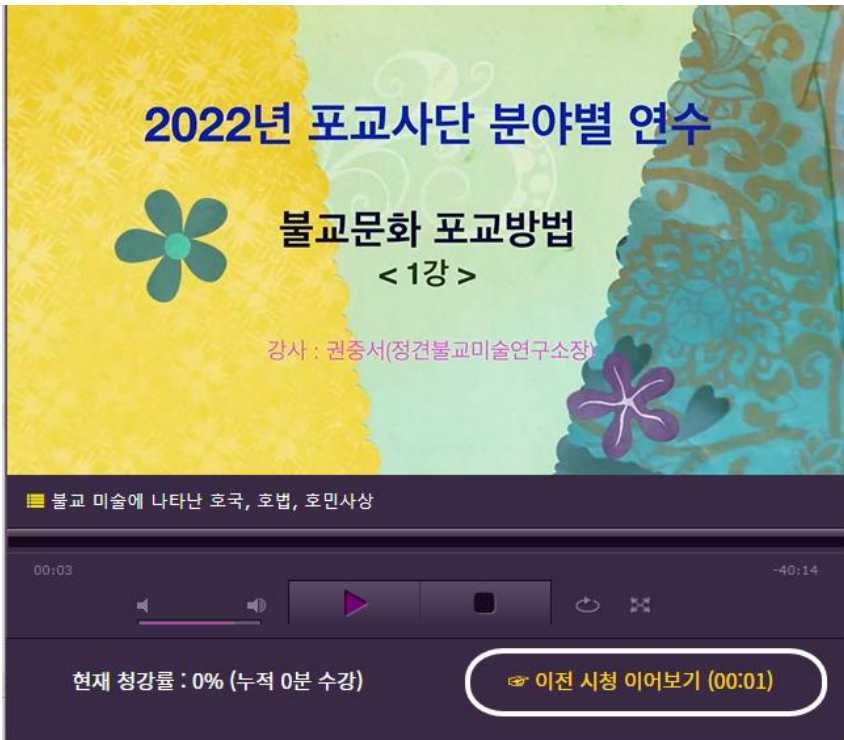 2022년 포교사단 분야별 연수
불교문화 포교방법
< 1강 >
강사 : 권중서(정견불교미술연구소장)
불교 미술에 나타난 호국, 호법, 호민사상
00:03
-40:14
현재 청강률 : 0% (누적 0분 수강)
☞ 이전 시청 이어보기 (00:01)